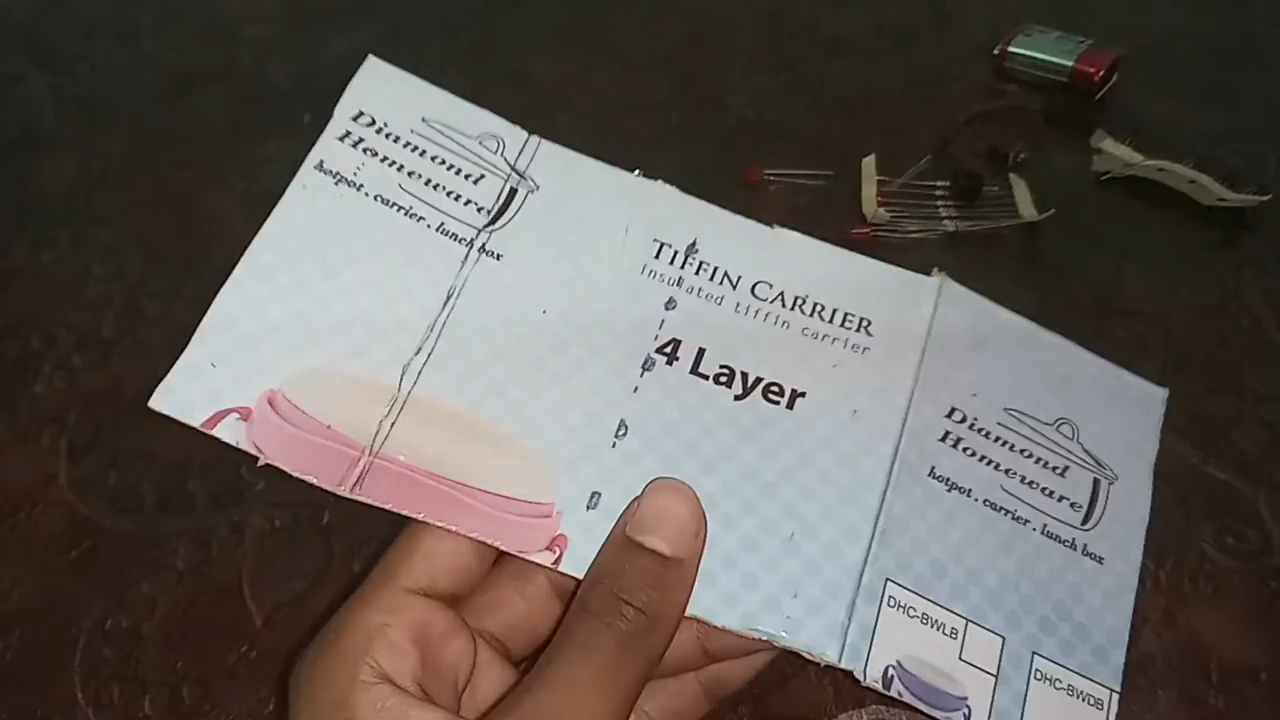 Diamond
Homeware
hotpot . carrier . lunch box
TIFFIN CARRIER
Insulated tiffin carrier
4 Layer
Diamond
Homeware
hotpot . carrier . lunch box
DHC-BWLB
DHC-BWDB